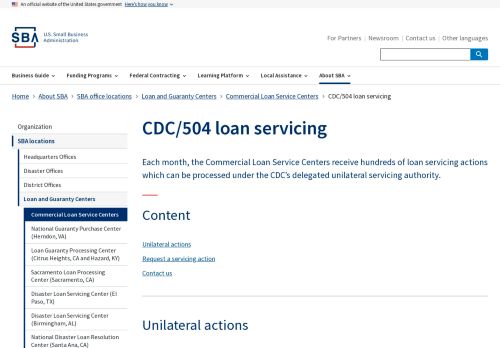 An official website of the United States government Here's how you know
SBA U.S. Small Business
Administration
For Partners Newsroom Contact us Other languages
Business Guide Funding Programs Federal Contracting Learning Platform Local Assistance About SBA
Home About SBA SBA office locations Loan and Guaranty Centers Commercial Loan Service Centers CDC/504 loan servicing
Organization
SBA locations
Headquarters Offices
Disaster Offices
District Offices
Loan and Guaranty Centers
Commercial Loan Service Centers
National Guaranty Purchase Center
(Herndon, VA)
Loan Guaranty Processing Center
(Citrus Heights, CA and Hazard, KY)
Sacramento Loan Processing
Center (Sacramento, CA)
Disaster Loan Servicing Center (El
Paso, TX)
Disaster Loan Servicing Center
(Birmingham, AL)
National Disaster Loan Resolution
Center (Santa Ana, CA)
CDC/504 loan servicing
Each month, the Commercial Loan Service Centers receive hundreds of loan servicing actions
which can be processed under the CDC's delegated unilateral servicing authority.
Content
Unilateral actions
Request a servicing action
Contact us
Unilateral actions